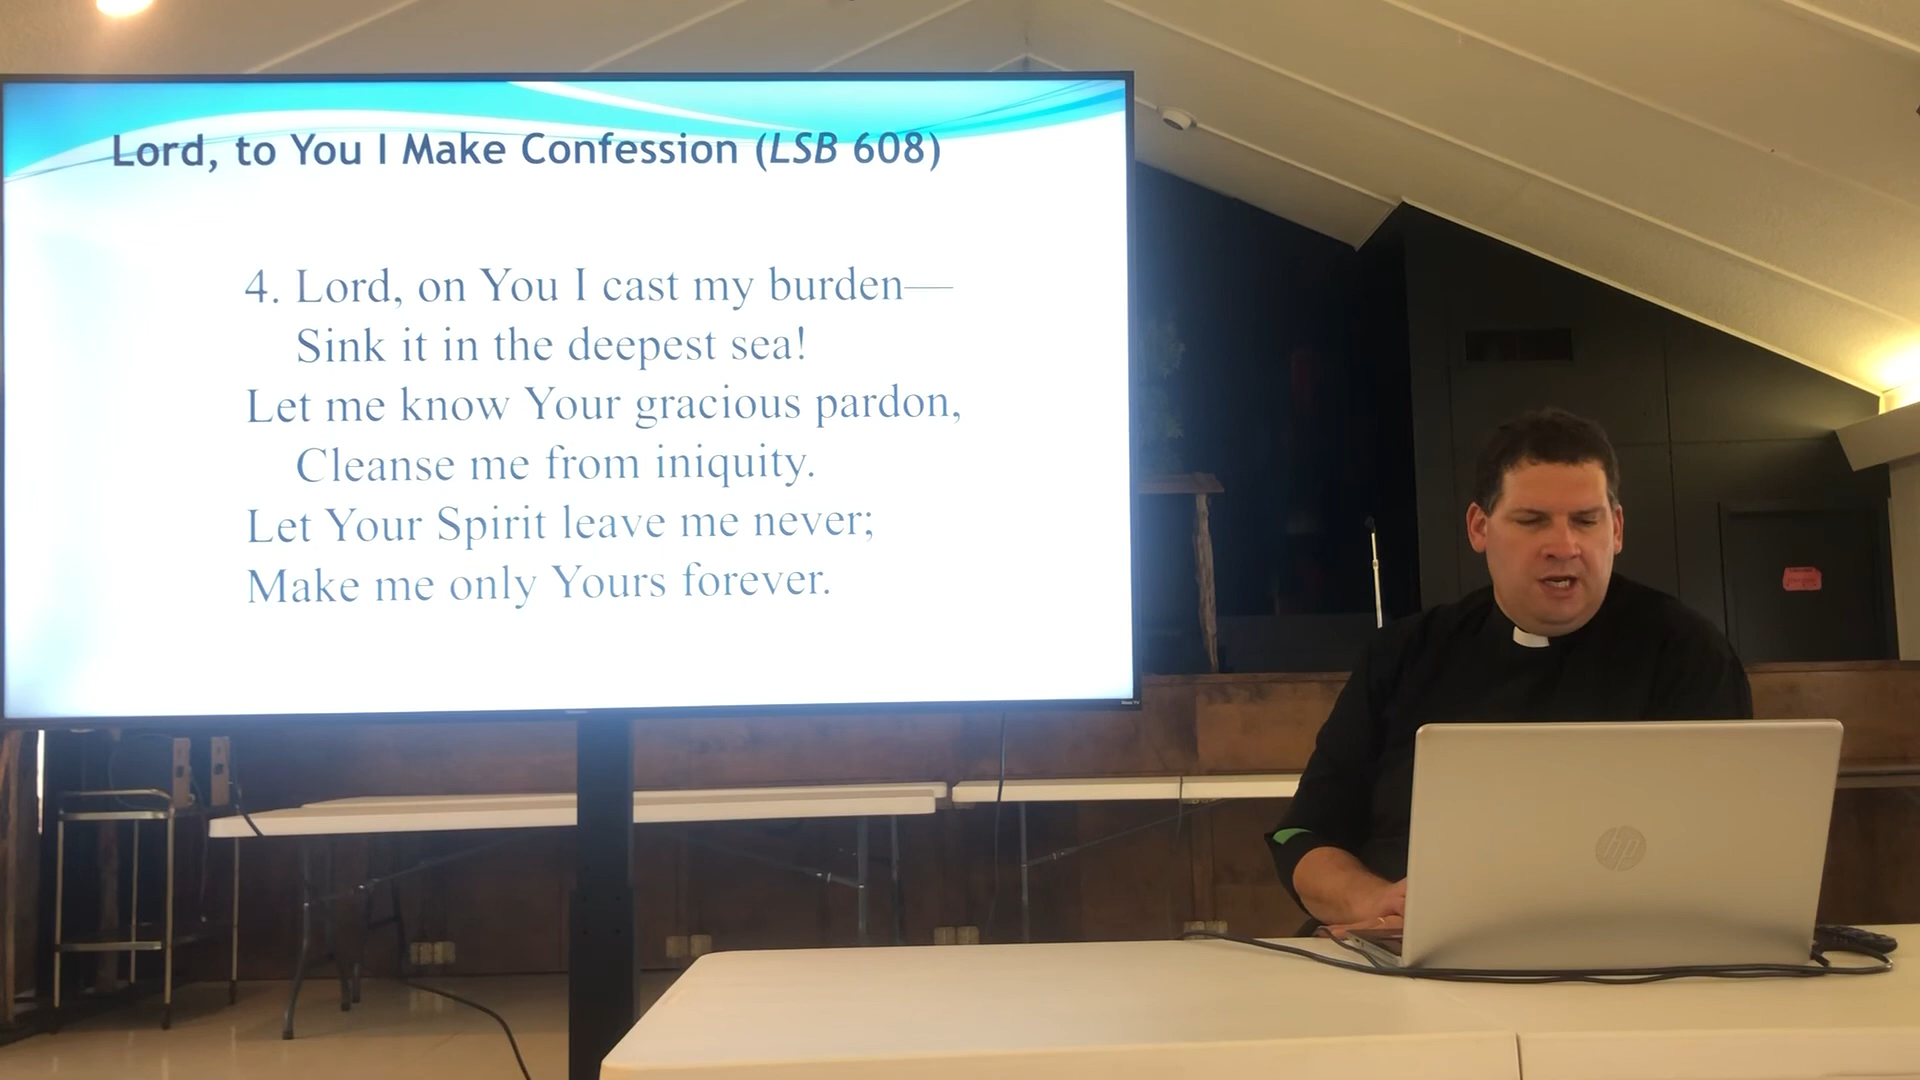 Lord, to You I Make Confession (LSB 608)
4. Lord, on You I cast my burden—
Sink it in the deepest sea!
Let me know Your gracious pardon,
Cleanse me from iniquity.
Let Your Spirit leave me never;
Make me only Yours forever.
hp